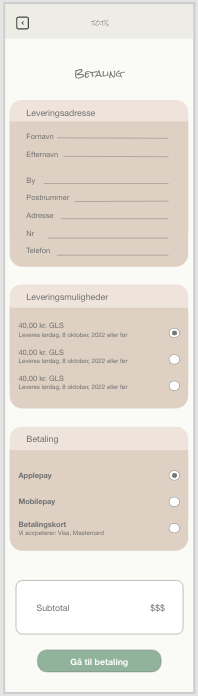 TOTS
Betaling
Leveringsadresse
Fornavn
Efternavn
By
Postnummer
Adresse
Nr
Telefon
Leveringsmuligheder
40,00 kr. GLS
Leveres lørdag, 8 oktober, 2022 eller før
40,00 kr. GLS
Leveres lørdag, 8 oktober, 2022 eller før
40,00 kr. GLS
Leveres lørdag, 8 oktober, 2022 eller før
Betaling
Applepay
Mobilepay
Betalingskort
Vi accpeterer: Visa, Mastercard
Subtotal $$$
Gå til betaling